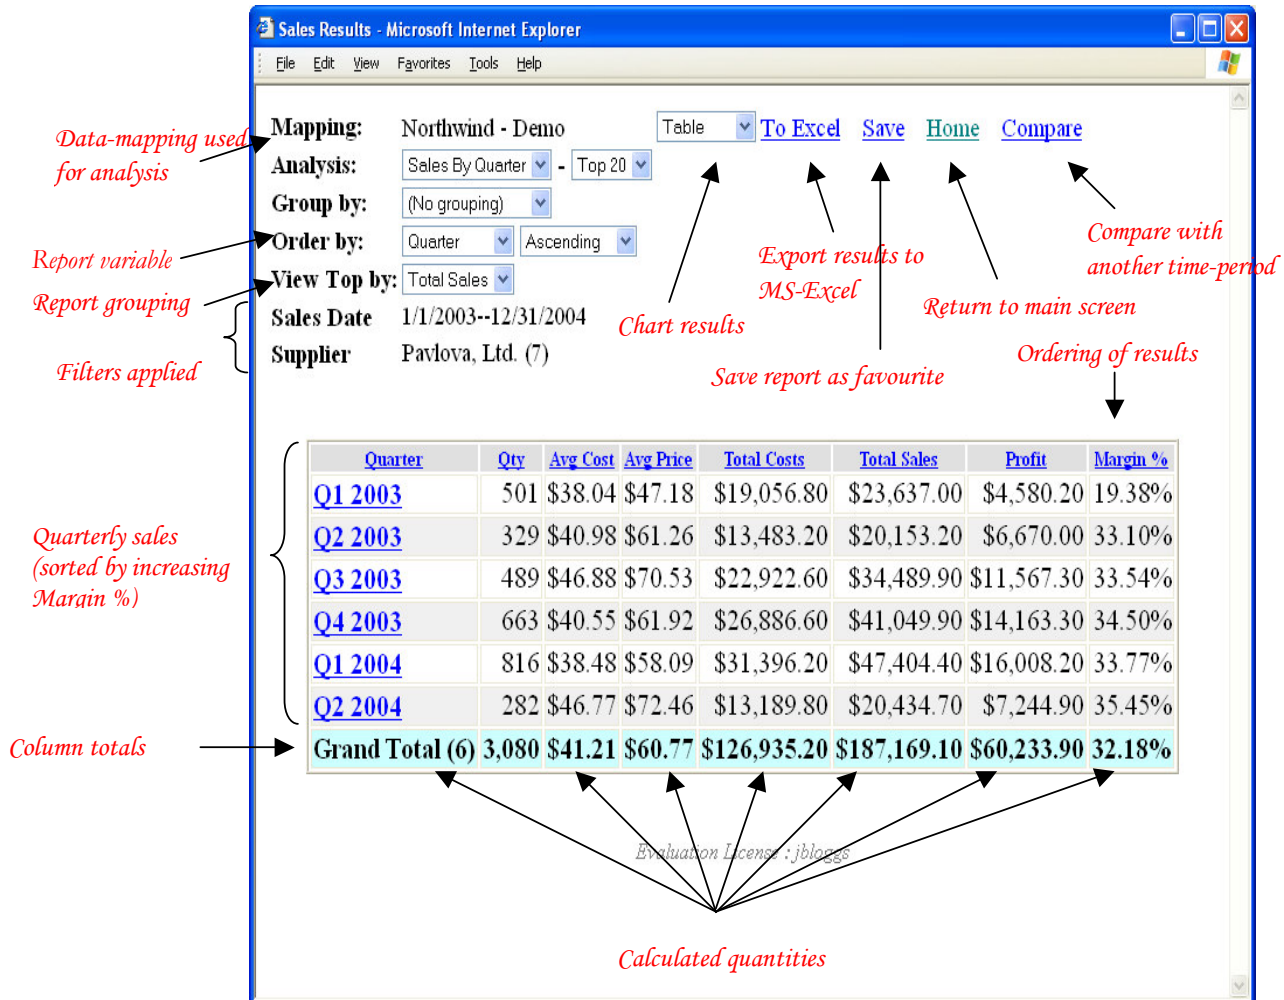 Sales Results - Microsoft Internet Explorer
File Edit View Favorites Tools Help
Mapping: Northwind - Demo Table To Excel Save Home Compare
Analysis: Sales By Quarter - Top 20
Group by: (No grouping)
Order by: Quarter Ascending
View Top by: Total Sales
Sales Date 1/1/2003--12/31/2004
Supplier Pavlova, Ltd. (7)
Data-mapping used
for analysis
Report variable
Report grouping
Filters applied
Chart results
Export results to
MS-Excel
Save report as favourite
Return to main screen
Compare with
another time-period
Ordering of results
Quarter Qty Avg Cost Avg Price Total Costs Total Sales Profit Margin %
Q1 2003 501 $38.04 $47.18 $19,056.80 $23,637.00 $4,580.20 19.38%
Q2 2003 329 $40.98 $61.26 $13,483.20 $20,153.20 $6,670.00 33.10%
Q3 2003 489 $46.88 $70.53 $22,922.60 $34,489.90 $11,567.30 33.54%
Q4 2003 663 $40.55 $61.92 $26,886.60 $41,049.90 $14,163.30 34.50%
Q1 2004 816 $38.48 $58.09 $31,396.20 $47,404.40 $16,008.20 33.77%
Q2 2004 282 $46.77 $72.46 $13,189.80 $20,434.70 $7,244.90 35.45%
Grand Total (6) 3,080 $41.21 $60.77 $126,935.20 $187,169.10 $60,233.90 32.18%
Quarterly sales
(sorted by increasing
Margin %)
Column totals
Evaluation License : jbloggs
Calculated quantities